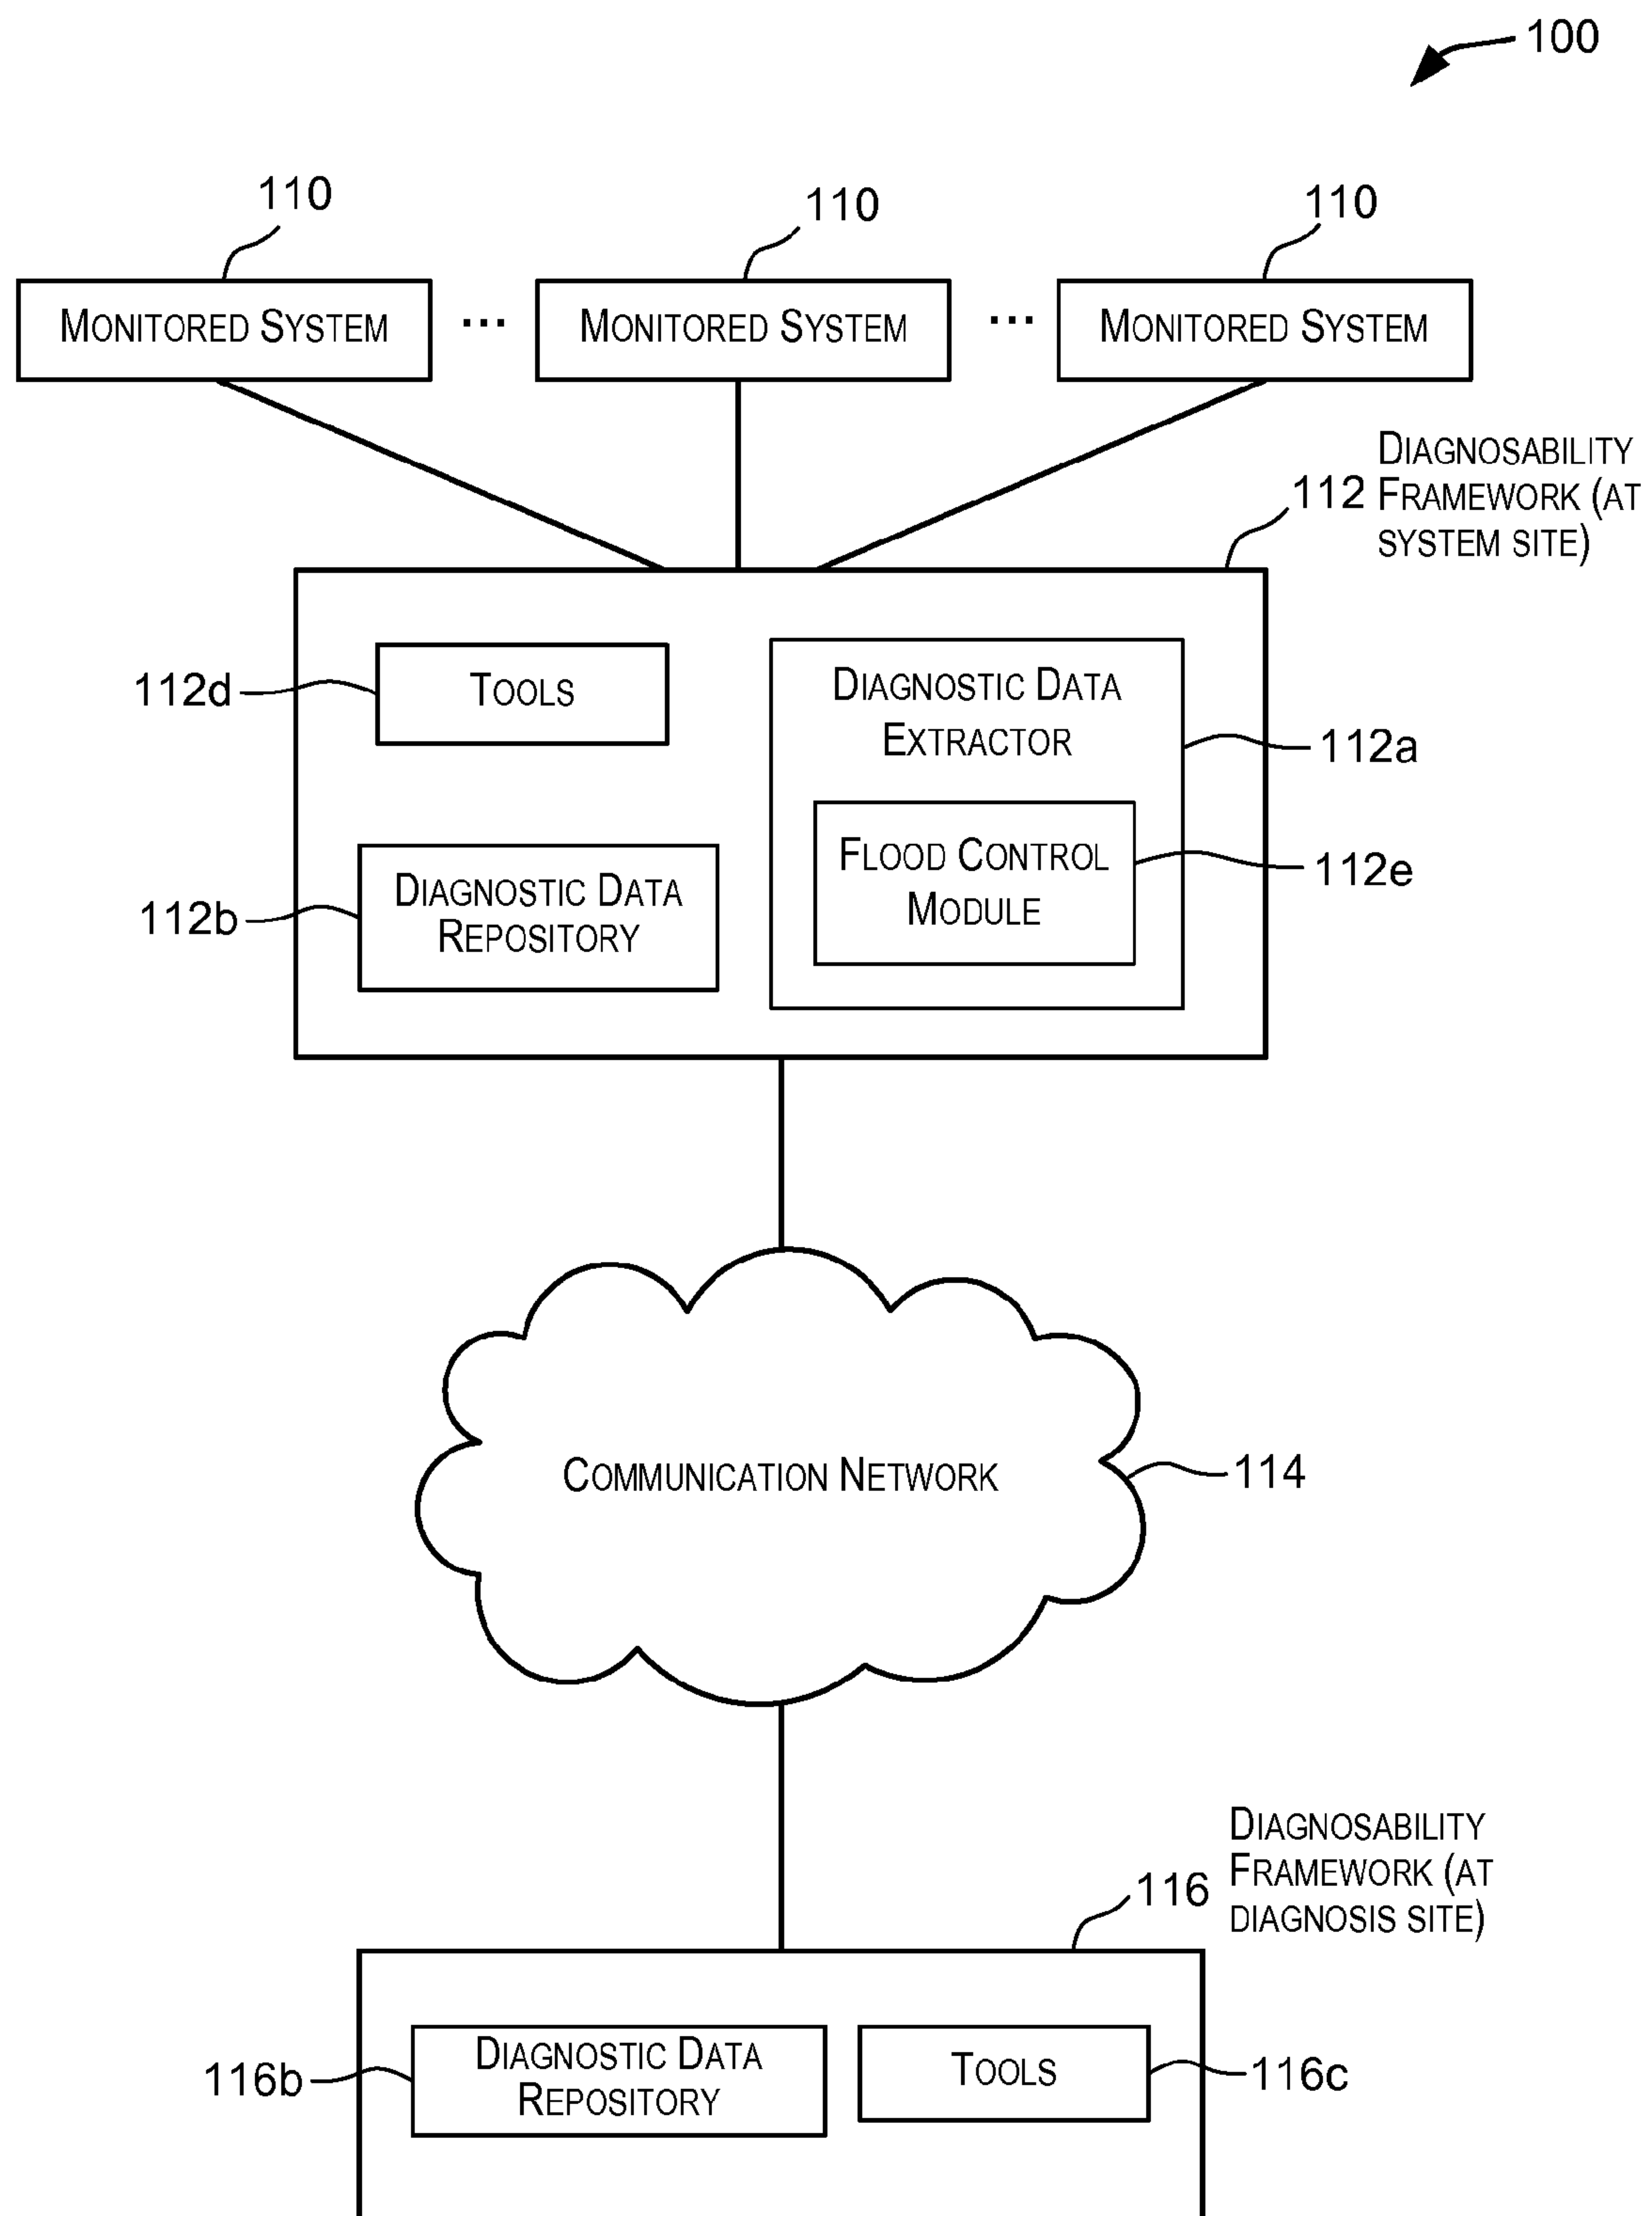 100
110
110
110
MONITORED SYSTEM
...
MONITORED SYSTEM
...
MONITORED SYSTEM
DIAGNOSABILITY
112 FRAMEWORK (AT
SYSTEM SITE)
112d
TOOLS
DIAGNOSTIC DATA
EXTRACTOR
112a
FLOOD CONTROL
MODULE
112e
112b
DIAGNOSTIC DATA
REPOSITORY
COMMUNICATION NETWORK
114
DIAGNOSABILITY
116 FRAMEWORK (AT
DIAGNOSIS SITE)
116b
DIAGNOSTIC DATA
REPOSITORY
TOOLS
116c